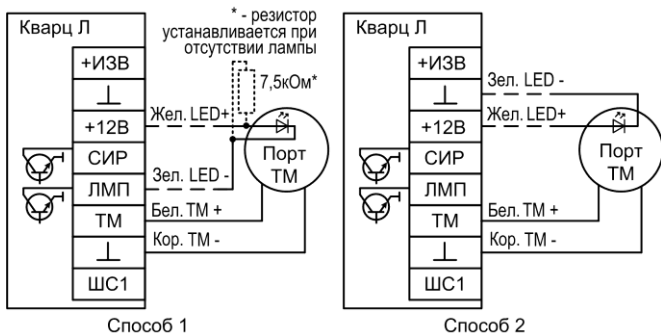 * - резистор
устанавливается при
отсутствии лампы
Кварц Л
+ИЗВ
⊥
+12В
СИР
ЛМП
ТМ
⊥
ШС1
7,5кОм*
Жел. LED+
Зел. LED -
Бел. ТМ +
Кор. ТМ -
Порт
ТМ
Способ 1
Кварц Л
+ИЗВ
⊥
+12В
СИР
ЛМП
ТМ
⊥
ШС1
Зел. LED -
Жел. LED+
Бел. ТМ +
Кор. ТМ -
Порт
ТМ
Способ 2